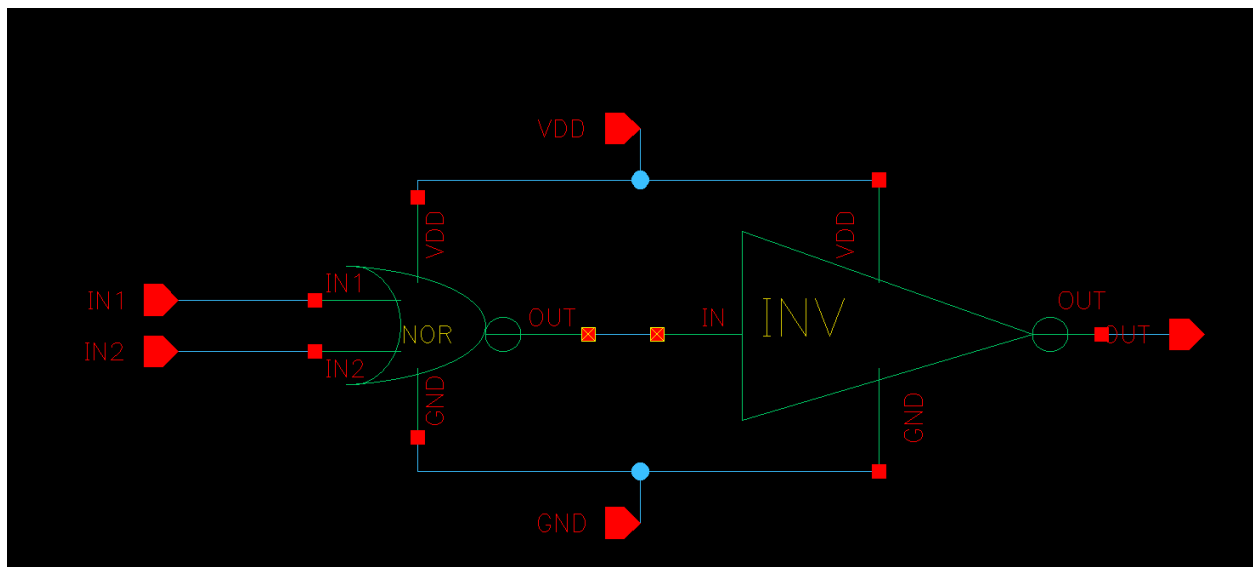 VDD
VDD
VDD
IN1
IN1
OUT
IN
INV
OUT
NOR
OUT
IN2
IN2
GND
GND
GND